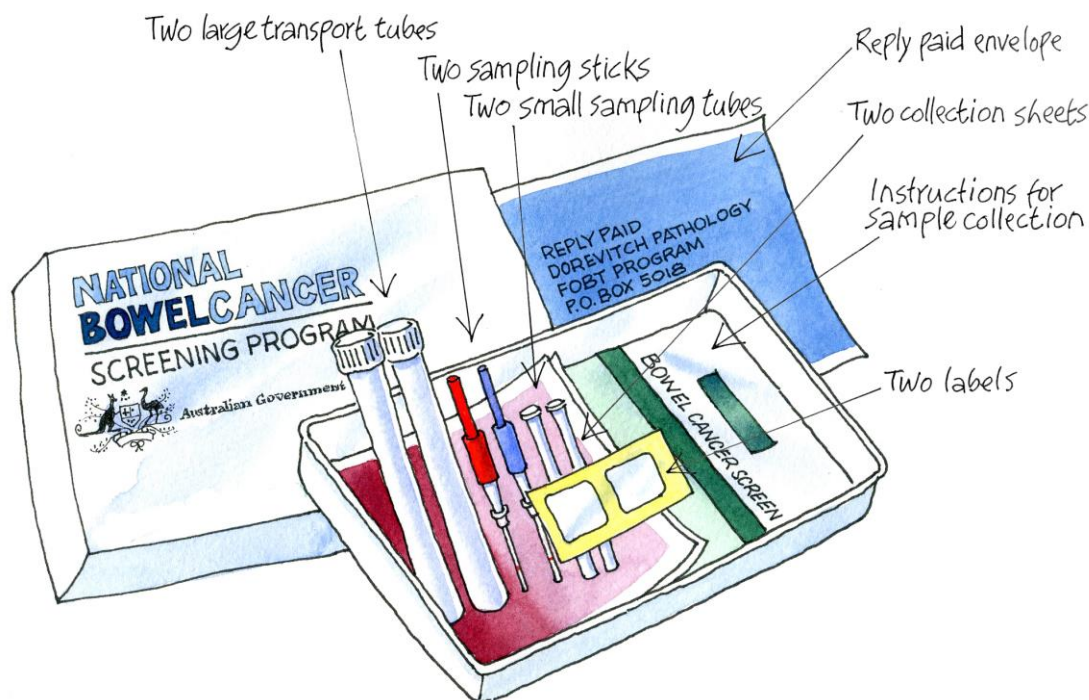 Two large transport tubes
Two sampling sticks
Two small sampling tubes
Reply paid envelope
Two collection sheets
Instructions for
sample collection
Two labels
REPLY PAID
DOREVITCH PATHOLOGY
FOBT PROGRAM
P.O. BOX 5018
NATIONAL
BOWELCANCER
SCREENING PROGRAM
Australian Government
BOWEL CANCER SCREEN